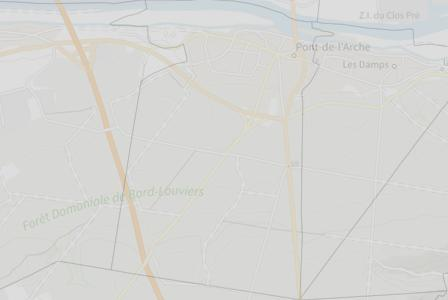 Z.I. du Clos Pré
Pont-de-l'Arche
Les Damps
Forêt Domaniale de Bord-Louviers